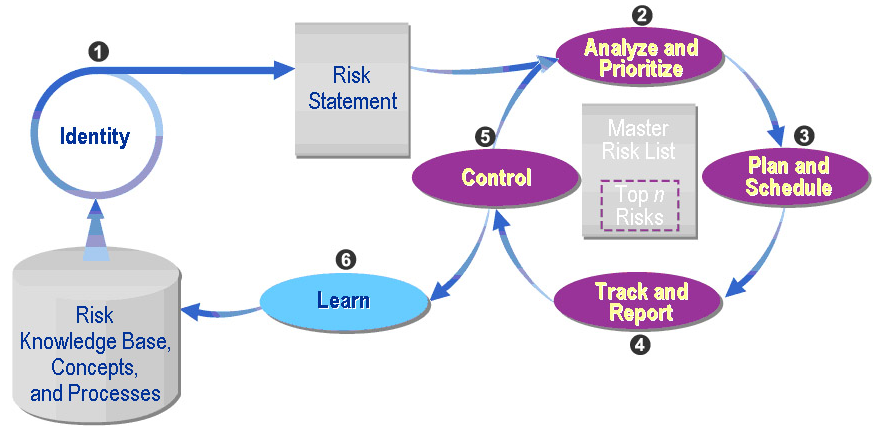 1
Identity
Risk
Statement
2
Analyze and
Prioritize
3
Plan and
Schedule
Master
Risk List
Top n
Risks
4
Track and
Report
5
Control
6
Learn
Risk
Knowledge Base,
Concepts,
and Processes